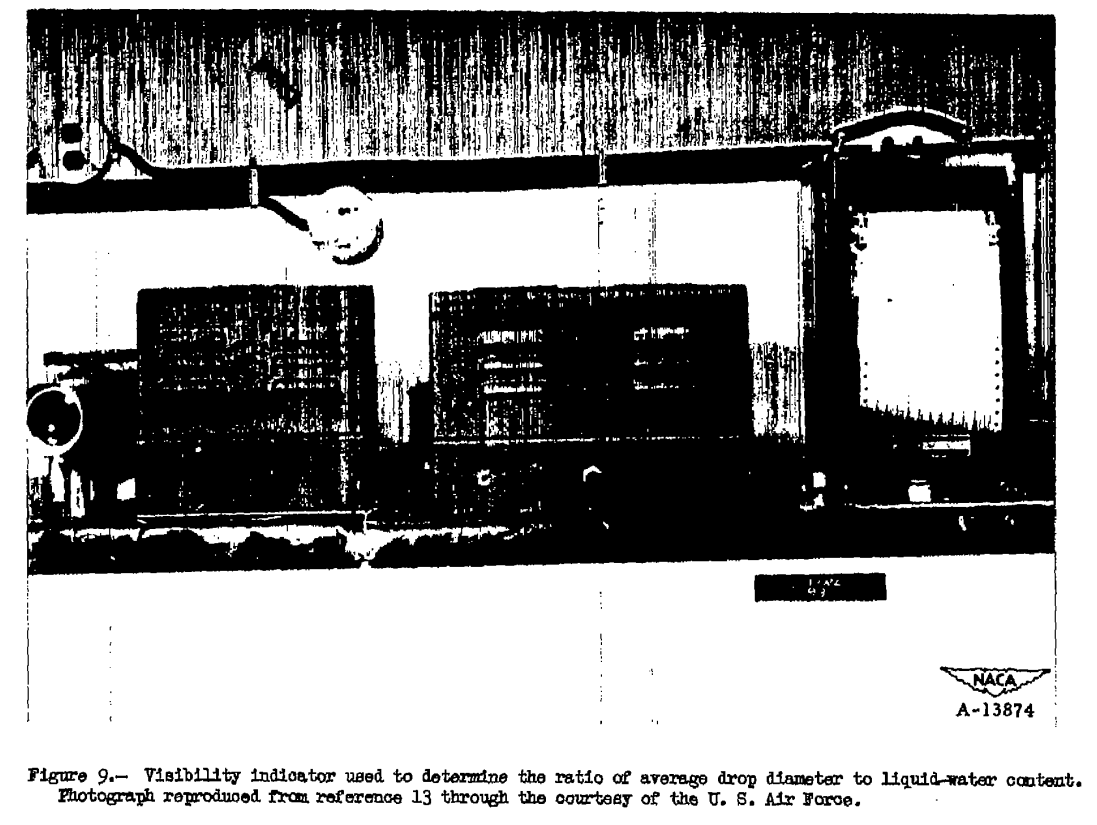 NACA
A-13874
Figure 9.— Visibility indicator used to determine the ratio of average drop diameter to liquid-water content.
Photograph reproduced from reference 13 through the courtesy of the U. S. Air Force.